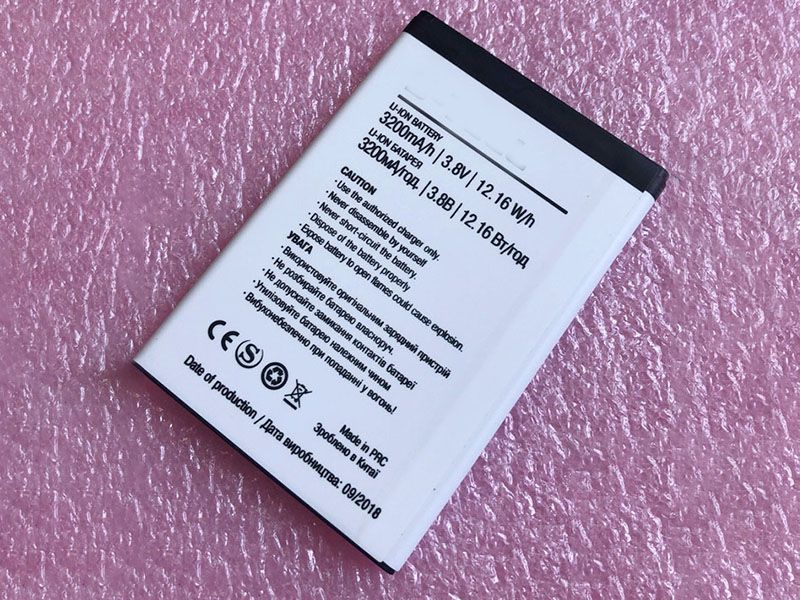 LI-ION BATTERY
3200mA/h | 3.8V | 12.16 W/h
LI-ION БАТАРЕЯ
3200мА/год. | 3.8В | 12.16 Вт/год
CAUTION
· Use the authorized charger only.
· Never disassemble by yourself
· Never short-circuit the battery.
· Dispose of the battery properly
· Expose battery to open flames could cause explosion.
УВАГА
· Використовуйте оригінальним зарядний пристрій
· Не розбирайте батарею власноруч.
· Не допускайте замикання контактів батареї
· Утилізовуйте батарею належним чином
· Вибухонебезпечно при попаданні у вогонь!
CE S
Made in PRC
Зроблено в Китаї
Date of production / Дата виробництва: 09/2018